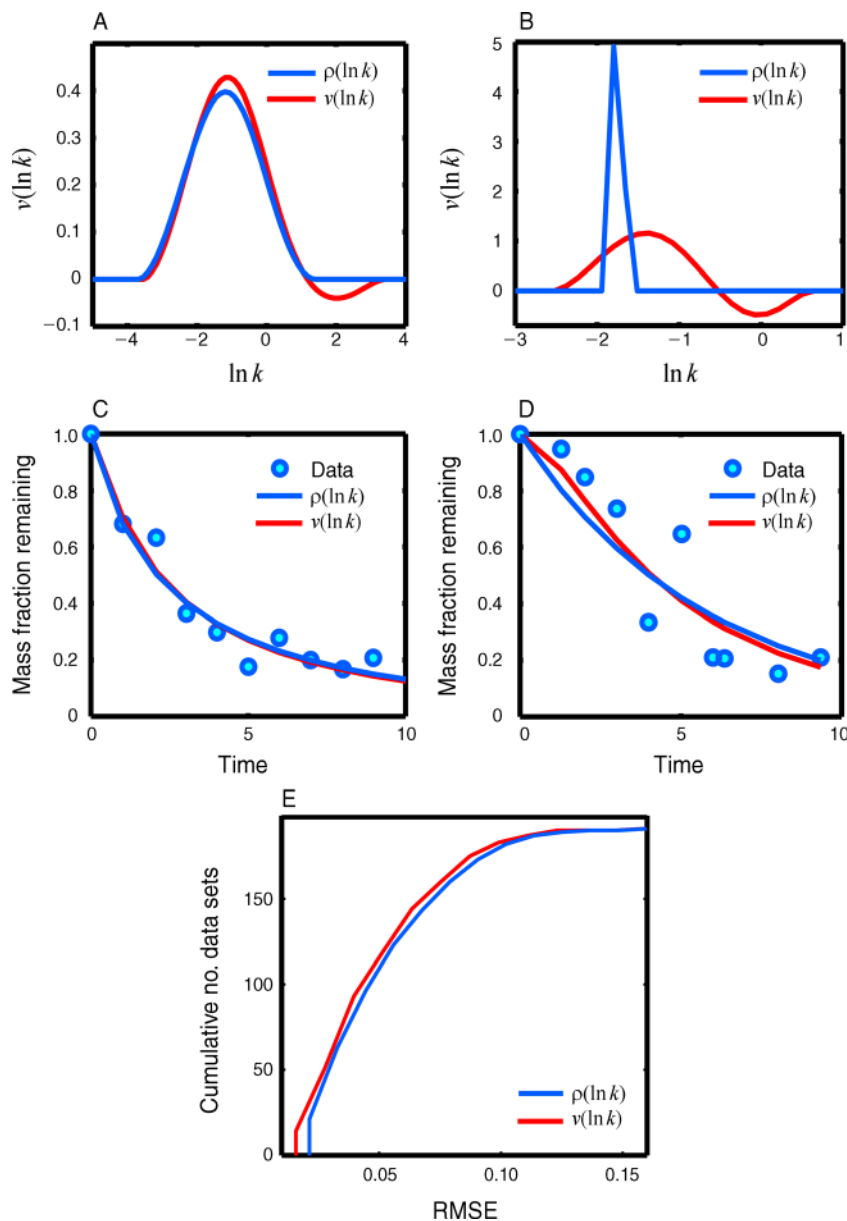 A
ρ(ln k)
v(ln k)
v(ln k)
0.4
0.3
0.2
0.1
0
−0.1
−4 −2 0 2 4
ln k
B
ρ(ln k)
v(ln k)
v(ln k)
5
4
3
2
1
0
−3 −2 −1 0 1
ln k
C
Data
ρ(ln k)
v(ln k)
Mass fraction remaining
1.0
0.8
0.6
0.4
0.2
0
0 5 10
Time
D
Data
ρ(ln k)
v(ln k)
Mass fraction remaining
1.0
0.8
0.6
0.4
0.2
0
0 5 10
Time
E
Cumulative no. data sets
150
100
50
0
ρ(ln k)
v(ln k)
0.05 0.10 0.15
RMSE